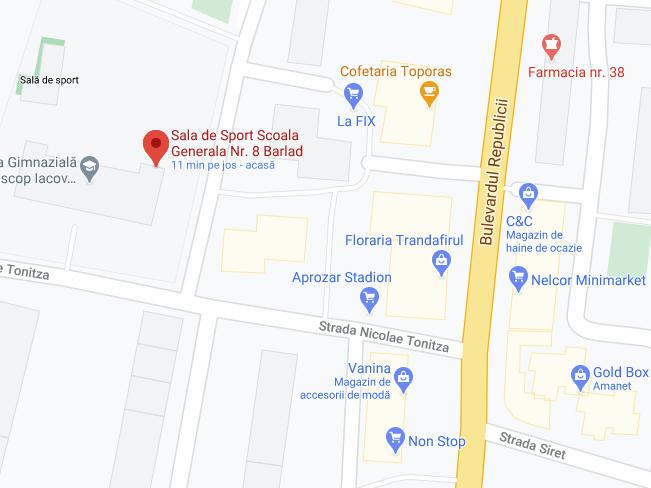 Sală de sport
Cofetaria Toporas
La FIX
Farmacia nr. 38
Sala de Sport Scoala
Generala Nr. 8 Barlad
11 min pe jos - acasă
a Gimnazială
scop Iacov...
Bulevardul Republicii
C&C
Magazin de
haine de ocazie
Floraria Trandafirul
Aprozar Stadion
Nelcor Minimarket
e Tonitza
Strada Nicolae Tonitza
Vanina
Magazin de
accesorii de modă
Gold Box
Amanet
Non Stop
Strada Siret